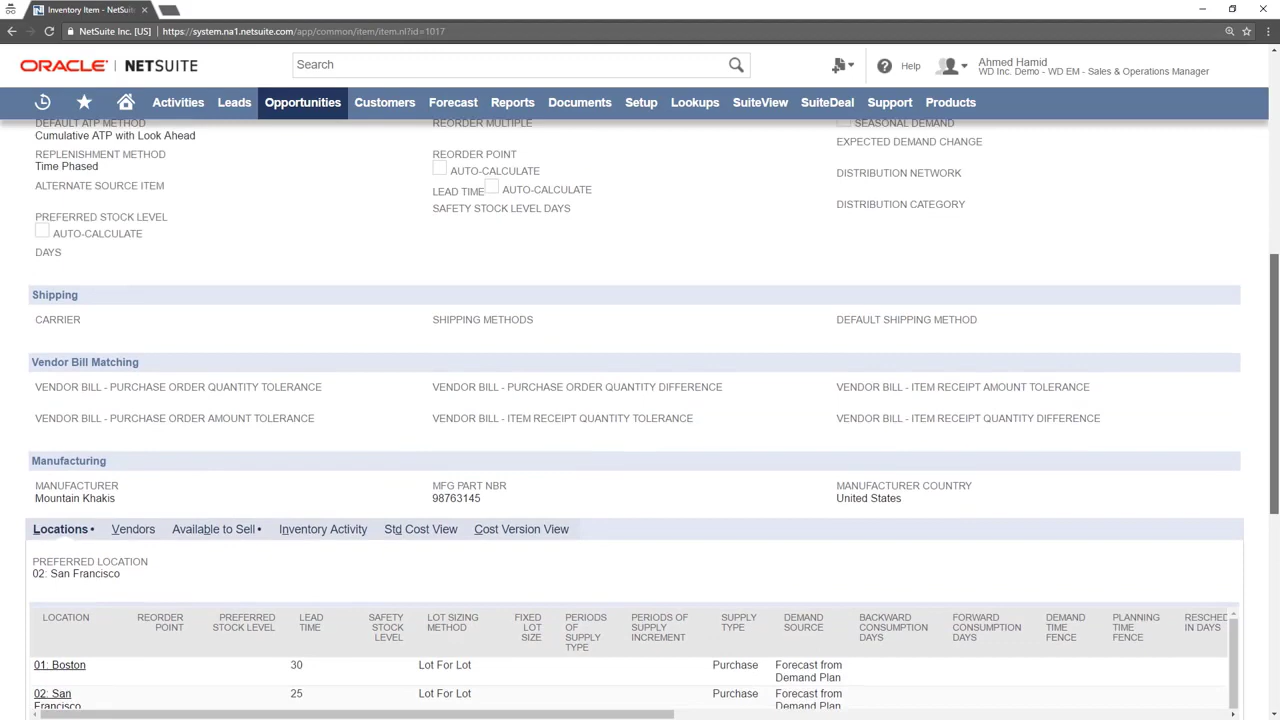 Inventory Item - NetSuit
NetSuite Inc. [US] https://system.na1.netsuite.com/app/common/item/item.nl?id=1017
ORACLE | NETSUITE
Search
Help
Ahmed Hamid
WD Inc. Demo - WD EM - Sales & Operations Manager
Activities Leads Opportunities Customers Forecast Reports Documents Setup Lookups SuiteView SuiteDeal Support Products
DEFAULT ATP METHOD
Cumulative ATP with Look Ahead
REPLENISHMENT METHOD
Time Phased
ALTERNATE SOURCE ITEM
PREFERRED STOCK LEVEL
AUTO-CALCULATE
DAYS
REORDER MULTIPLE
REORDER POINT
AUTO-CALCULATE
LEAD TIME AUTO-CALCULATE
SAFETY STOCK LEVEL DAYS
SEASONAL DEMAND
EXPECTED DEMAND CHANGE
DISTRIBUTION NETWORK
DISTRIBUTION CATEGORY
Shipping
CARRIER SHIPPING METHODS DEFAULT SHIPPING METHOD
Vendor Bill Matching
VENDOR BILL - PURCHASE ORDER QUANTITY TOLERANCE VENDOR BILL - PURCHASE ORDER QUANTITY DIFFERENCE VENDOR BILL - ITEM RECEIPT AMOUNT TOLERANCE
VENDOR BILL - PURCHASE ORDER AMOUNT TOLERANCE VENDOR BILL - ITEM RECEIPT QUANTITY TOLERANCE VENDOR BILL - ITEM RECEIPT QUANTITY DIFFERENCE
Manufacturing
MANUFACTURER MFG PART NBR MANUFACTURER COUNTRY
Mountain Khakis 98763145 United States
Locations • Vendors Available to Sell • Inventory Activity Std Cost View Cost Version View
PREFERRED LOCATION
02: San Francisco
LOCATION REORDER PREFERRED LEAD SAFETY LOT SIZING FIXED PERIODS PERIODS OF SUPPLY DEMAND BACKWARD FORWARD DEMAND PLANNING RESCHED
POINT STOCK LEVEL TIME STOCK METHOD LOT OF SUPPLY TYPE SOURCE CONSUMPTION CONSUMPTION TIME TIME IN DAYS
LEVEL SIZE SUPPLY INCREMENT DAYS DAYS FENCE FENCE
TYPE
01: Boston 30 Lot For Lot Purchase Forecast from
Demand Plan
02: San 25 Lot For Lot Purchase Forecast from
Francisco Demand Plan